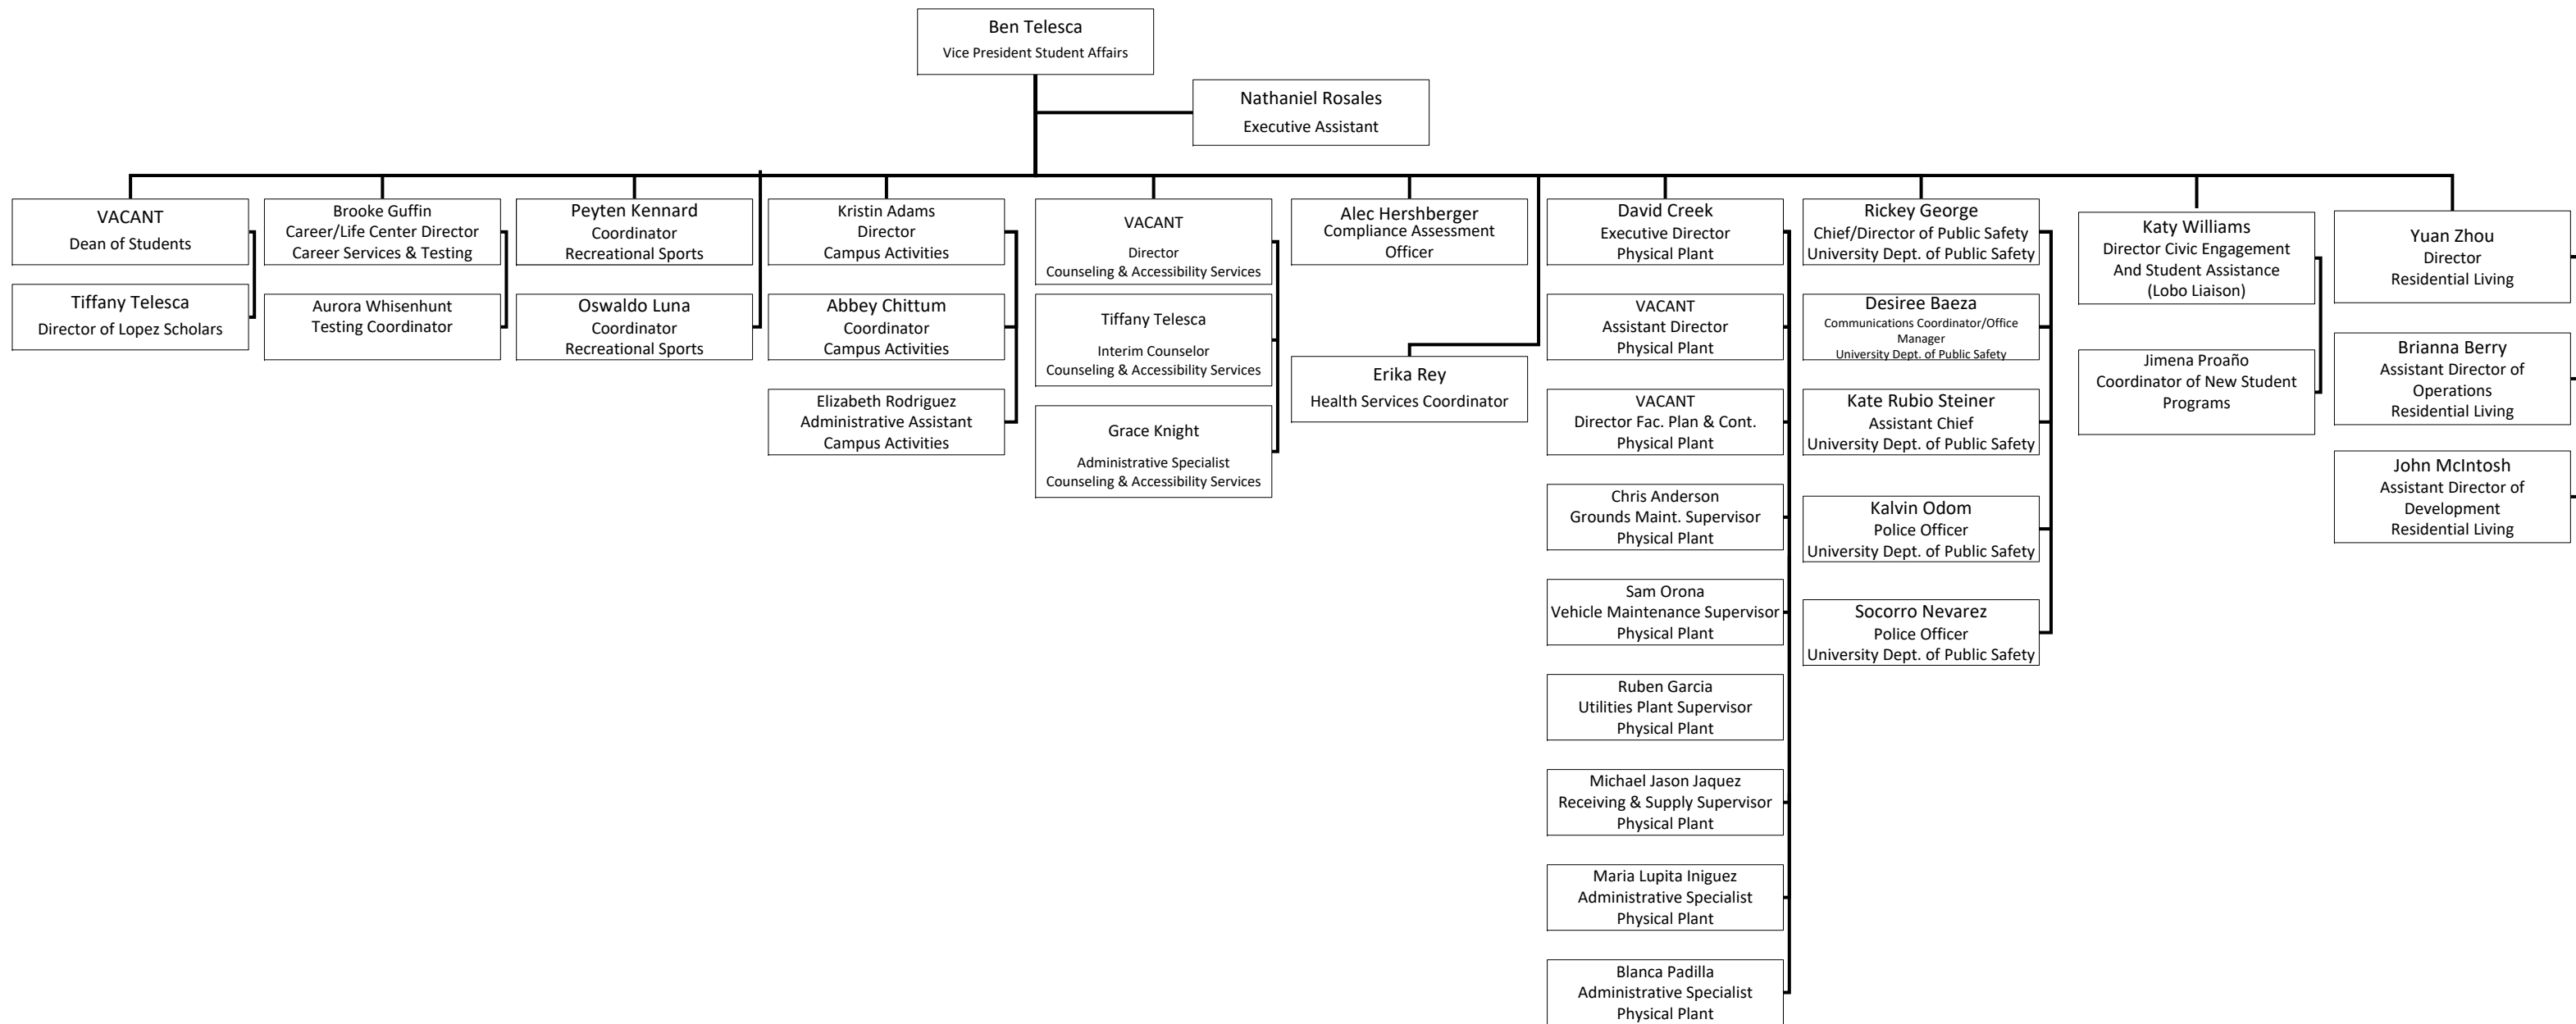 Ben Telesca
Vice President Student Affairs
Nathaniel Rosales
Executive Assistant
VACANT
Dean of Students
Tiffany Telesca
Director of Lopez Scholars
Brooke Guffin
Career/Life Center Director
Career Services & Testing
Aurora Whisenhunt
Testing Coordinator
Peyten Kennard
Coordinator
Recreational Sports
Oswaldo Luna
Coordinator
Recreational Sports
Kristin Adams
Director
Campus Activities
Abbey Chittum
Coordinator
Campus Activities
Elizabeth Rodriguez
Administrative Assistant
Campus Activities
VACANT
Director
Counseling & Accessibility Services
Tiffany Telesca
Interim Counselor
Counseling & Accessibility Services
Grace Knight
Administrative Specialist
Counseling & Accessibility Services
Alec Hershberger
Compliance Assessment
Officer
Erika Rey
Health Services Coordinator
David Creek
Executive Director
Physical Plant
VACANT
Assistant Director
Physical Plant
VACANT
Director Fac. Plan & Cont.
Physical Plant
Chris Anderson
Grounds Maint. Supervisor
Physical Plant
Sam Orona
Vehicle Maintenance Supervisor
Physical Plant
Ruben Garcia
Utilities Plant Supervisor
Physical Plant
Michael Jason Jaquez
Receiving & Supply Supervisor
Physical Plant
Maria Lupita Iniguez
Administrative Specialist
Physical Plant
Blanca Padilla
Administrative Specialist
Physical Plant
Rickey George
Chief/Director of Public Safety
University Dept. of Public Safety
Desiree Baeza
Communications Coordinator/Office
Manager
University Dept. of Public Safety
Kate Rubio Steiner
Assistant Chief
University Dept. of Public Safety
Kalvin Odom
Police Officer
University Dept. of Public Safety
Socorro Nevarez
Police Officer
University Dept. of Public Safety
Katy Williams
Director Civic Engagement
And Student Assistance
(Lobo Liaison)
Jimena Proaño
Coordinator of New Student
Programs
Yuan Zhou
Director
Residential Living
Brianna Berry
Assistant Director of
Operations
Residential Living
John McIntosh
Assistant Director of
Development
Residential Living